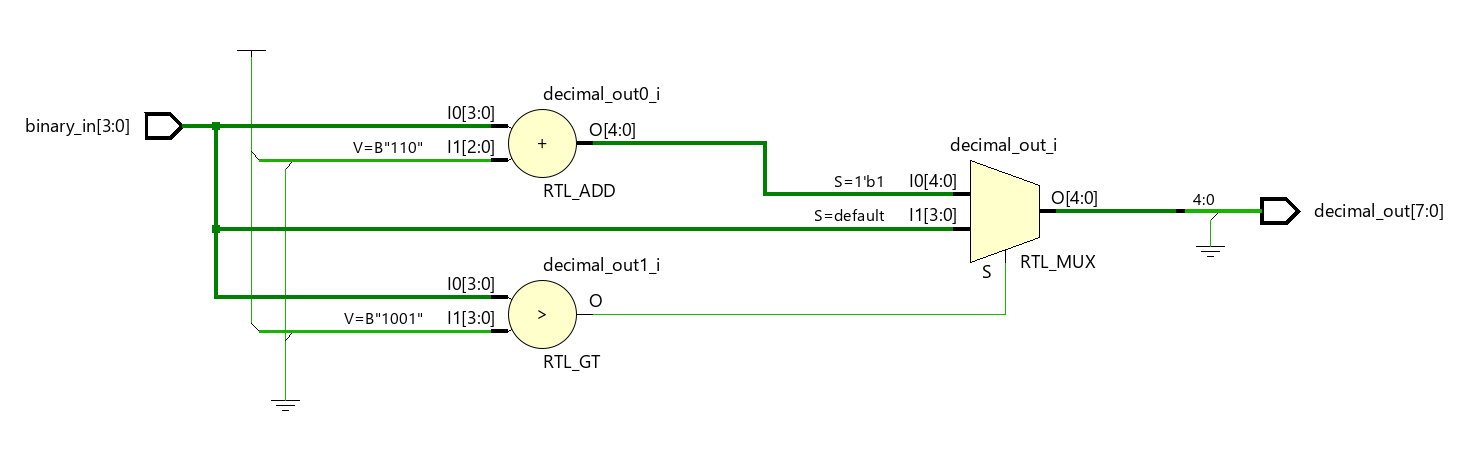 binary_in[3:0]
decimal_out0_i
I0[3:0]
V=B"110"
I1[2:0]
+
O[4:0]
RTL_ADD
decimal_out_i
S=1'b1
I0[4:0]
S=default
I1[3:0]
O[4:0]
4:0
decimal_out[7:0]
S
RTL_MUX
decimal_out1_i
I0[3:0]
V=B"1001"
I1[3:0]
>
O
RTL_GT